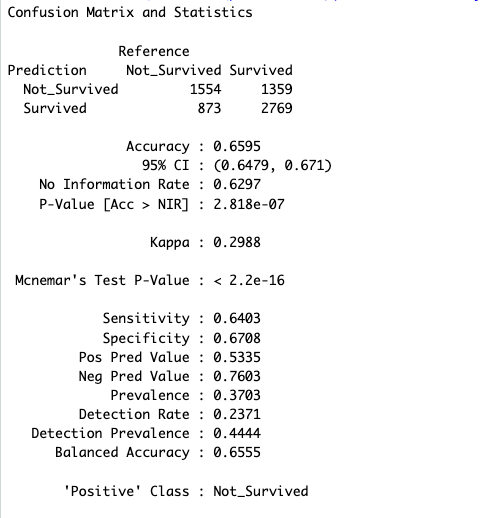 Confusion Matrix and Statistics
Reference
Prediction Not_Survived Survived
Not_Survived 1554 1359
Survived 873 2769
Accuracy : 0.6595
95% CI : (0.6479, 0.671)
No Information Rate : 0.6297
P-Value [Acc > NIR] : 2.818e-07
Kappa : 0.2988
Mcnemar's Test P-Value : < 2.2e-16
Sensitivity : 0.6403
Specificity : 0.6708
Pos Pred Value : 0.5335
Neg Pred Value : 0.7603
Prevalence : 0.3703
Detection Rate : 0.2371
Detection Prevalence : 0.4444
Balanced Accuracy : 0.6555
'Positive' Class : Not_Survived